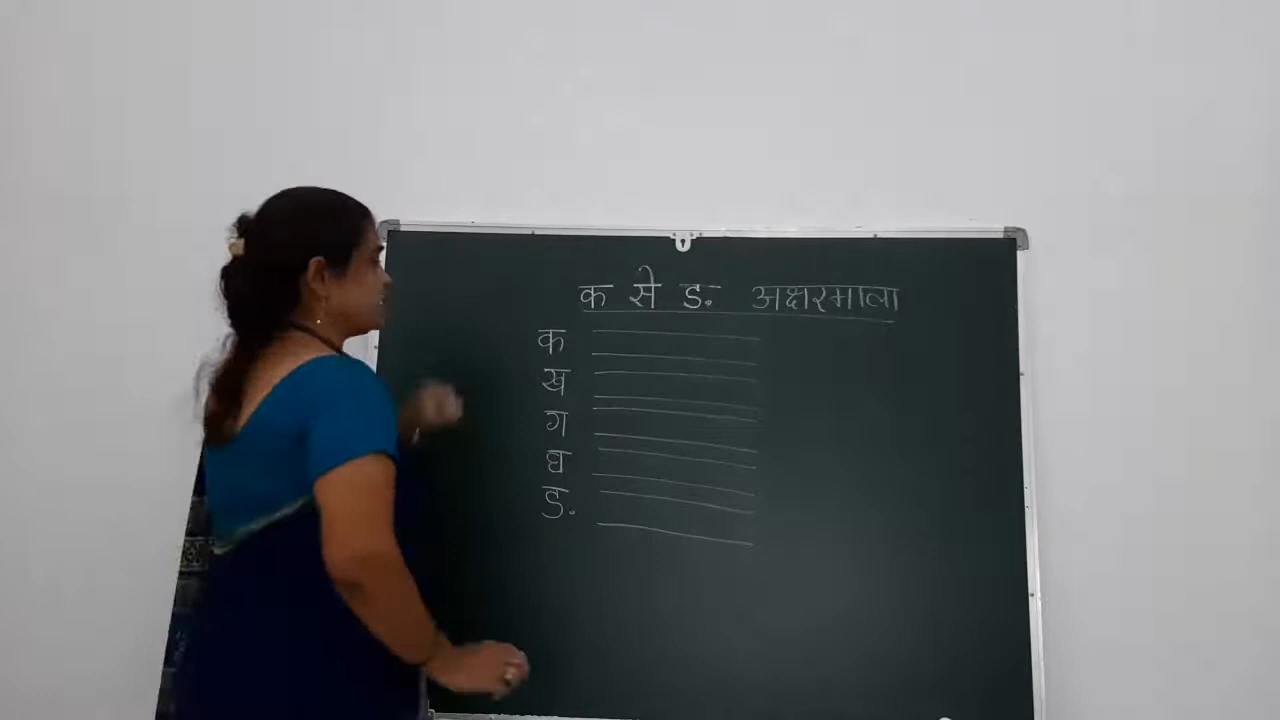 क से ङ अक्षरमाला
क
ख
ग
घ
ङ